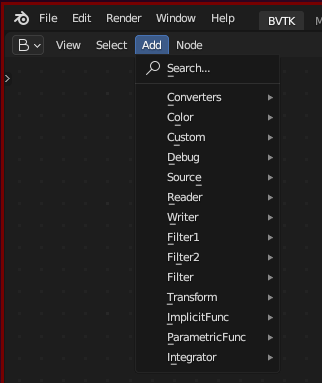 File Edit Render Window Help BVTK
View Select Add Node
Search...
Converters
Color
Custom
Debug
Source
Reader
Writer
Filter1
Filter2
Filter
Transform
ImplicitFunc
ParametricFunc
Integrator